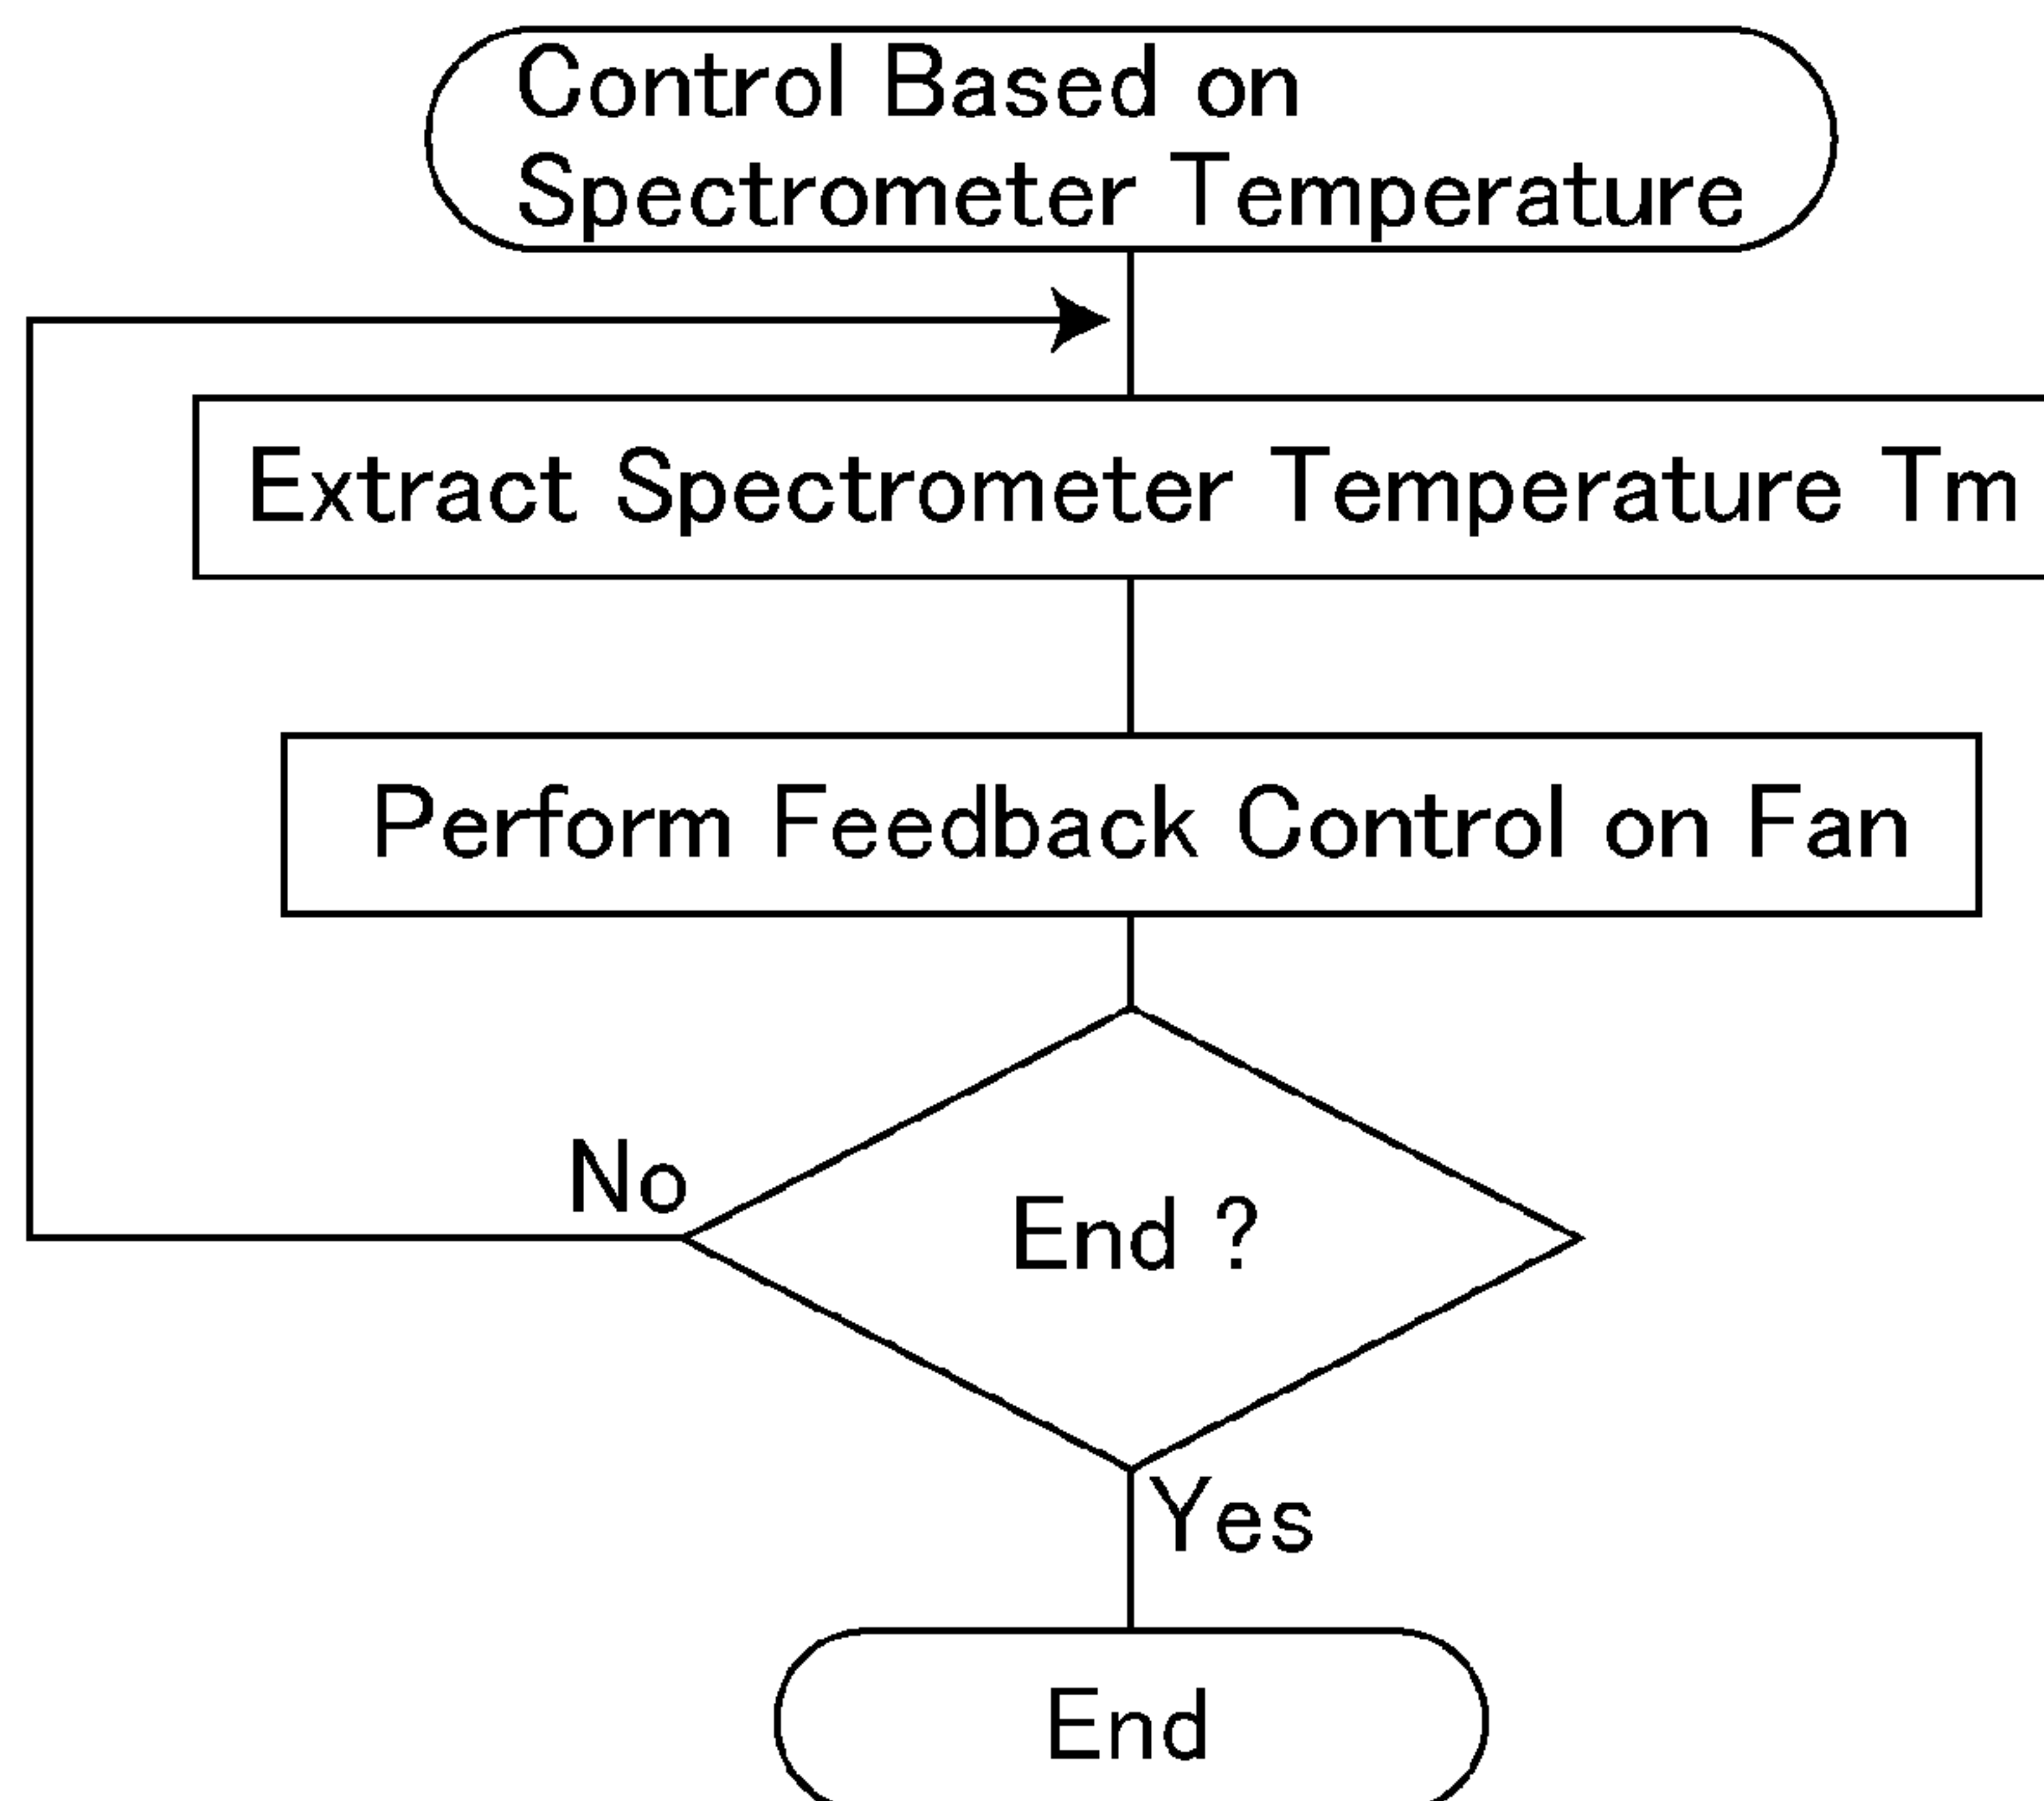 Control Based on
Spectrometer Temperature
Extract Spectrometer Temperature Tm
Perform Feedback Control on Fan
No
End ?
Yes
End